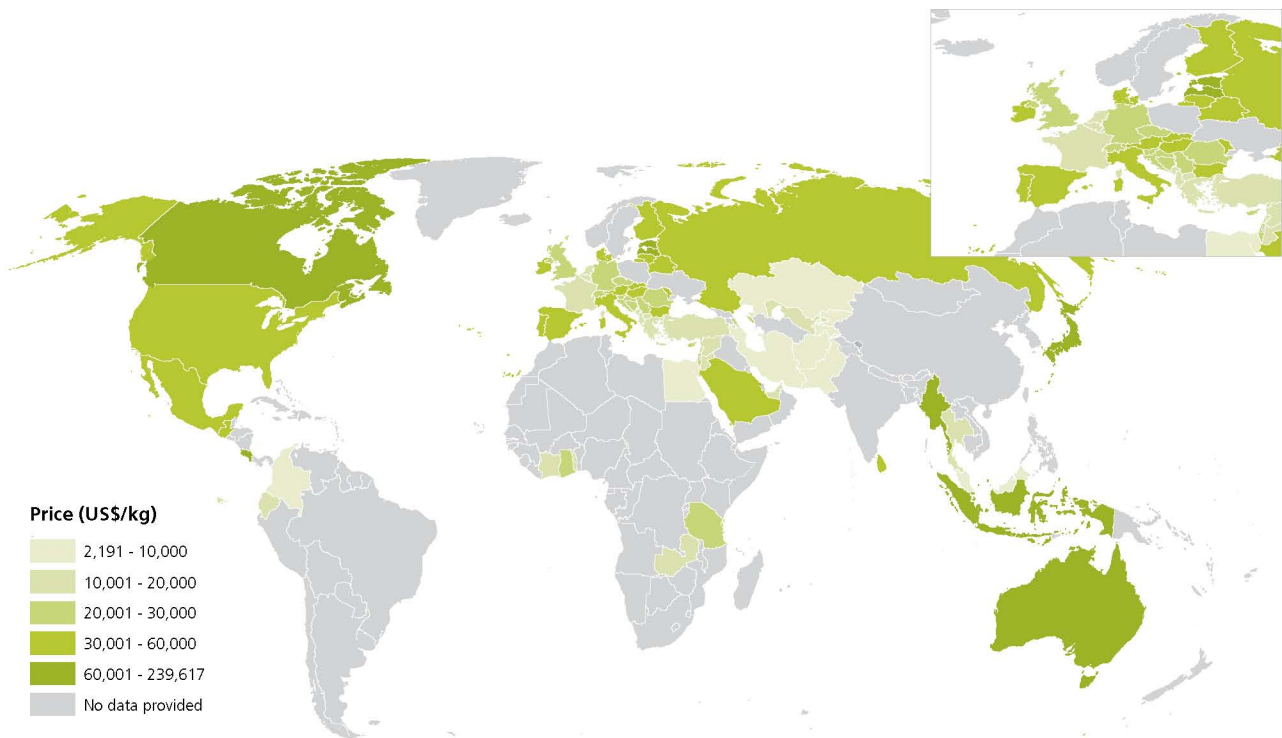 Price (US$/kg)
2,191 - 10,000
10,001 - 20,000
20,001 - 30,000
30,001 - 60,000
60,001 - 239,617
No data provided